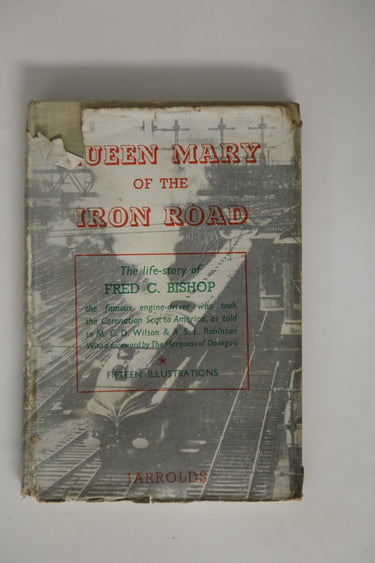 QUEEN MARY
OF THE
IRON ROAD
The life-story of
FRED C. BISHOP
the famous engine-driver who took
the Coronation Scot to America, as told
to M. C. D. Wilson & A. S. L. Robinson
With a foreword by The Marquess of Donegall
FIFTEEN ILLUSTRATIONS
JARROLDS